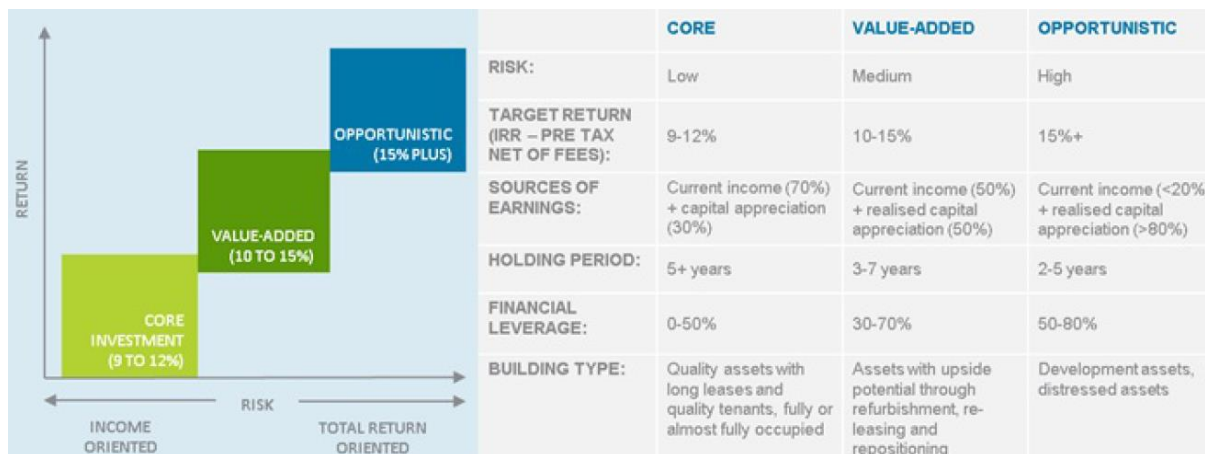 RETURN
OPPORTUNISTIC
(15% PLUS)
VALUE-ADDED
(10 TO 15%)
CORE
INVESTMENT
(9 TO 12%)
RISK
INCOME
ORIENTED
TOTAL RETURN
ORIENTED
CORE
VALUE-ADDED
OPPORTUNISTIC
RISK:
Low
Medium
High
TARGET RETURN
(IRR – PRE TAX
NET OF FEES):
9-12%
10-15%
15%+
SOURCES OF
EARNINGS:
Current income (70%)
+ capital appreciation
(30%)
Current income (50%)
+ realised capital
appreciation (50%)
Current income (<20%
+ realised capital
appreciation (>80%)
HOLDING PERIOD:
5+ years
3-7 years
2-5 years
FINANCIAL
LEVERAGE:
0-50%
30-70%
50-80%
BUILDING TYPE:
Quality assets with
long leases and
quality tenants, fully or
almost fully occupied
Assets with upside
potential through
refurbishment, re-
leasing and
repositioning
Development assets,
distressed assets